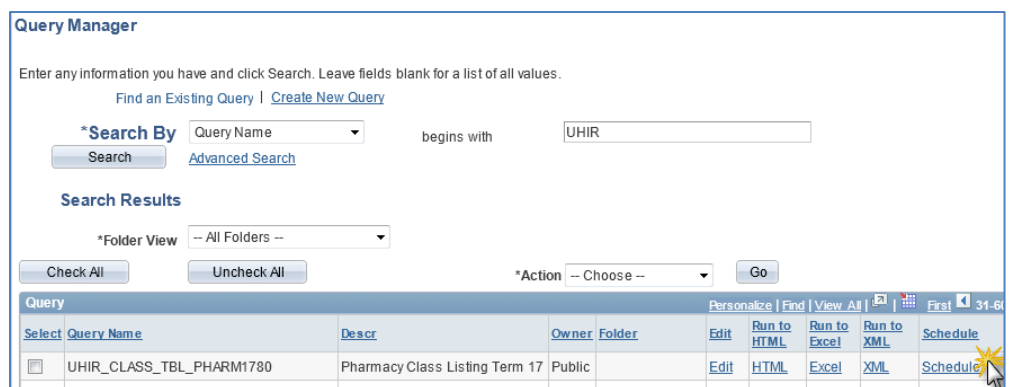 Query Manager
Enter any information you have and click Search. Leave fields blank for a list of all values.
Find an Existing Query | Create New Query
*Search By Query Name begins with UHIR
Search Advanced Search
Search Results
*Folder View -- All Folders --
Check All Uncheck All *Action -- Choose -- Go
Query Personalize | Find | View All | | First 31-60
Select Query Name Descr Owner Folder Edit Run to HTML Run to Excel Run to XML Schedule
UHIR_CLASS_TBL_PHARM1780 Pharmacy Class Listing Term 17 Public Edit HTML Excel XML Schedule